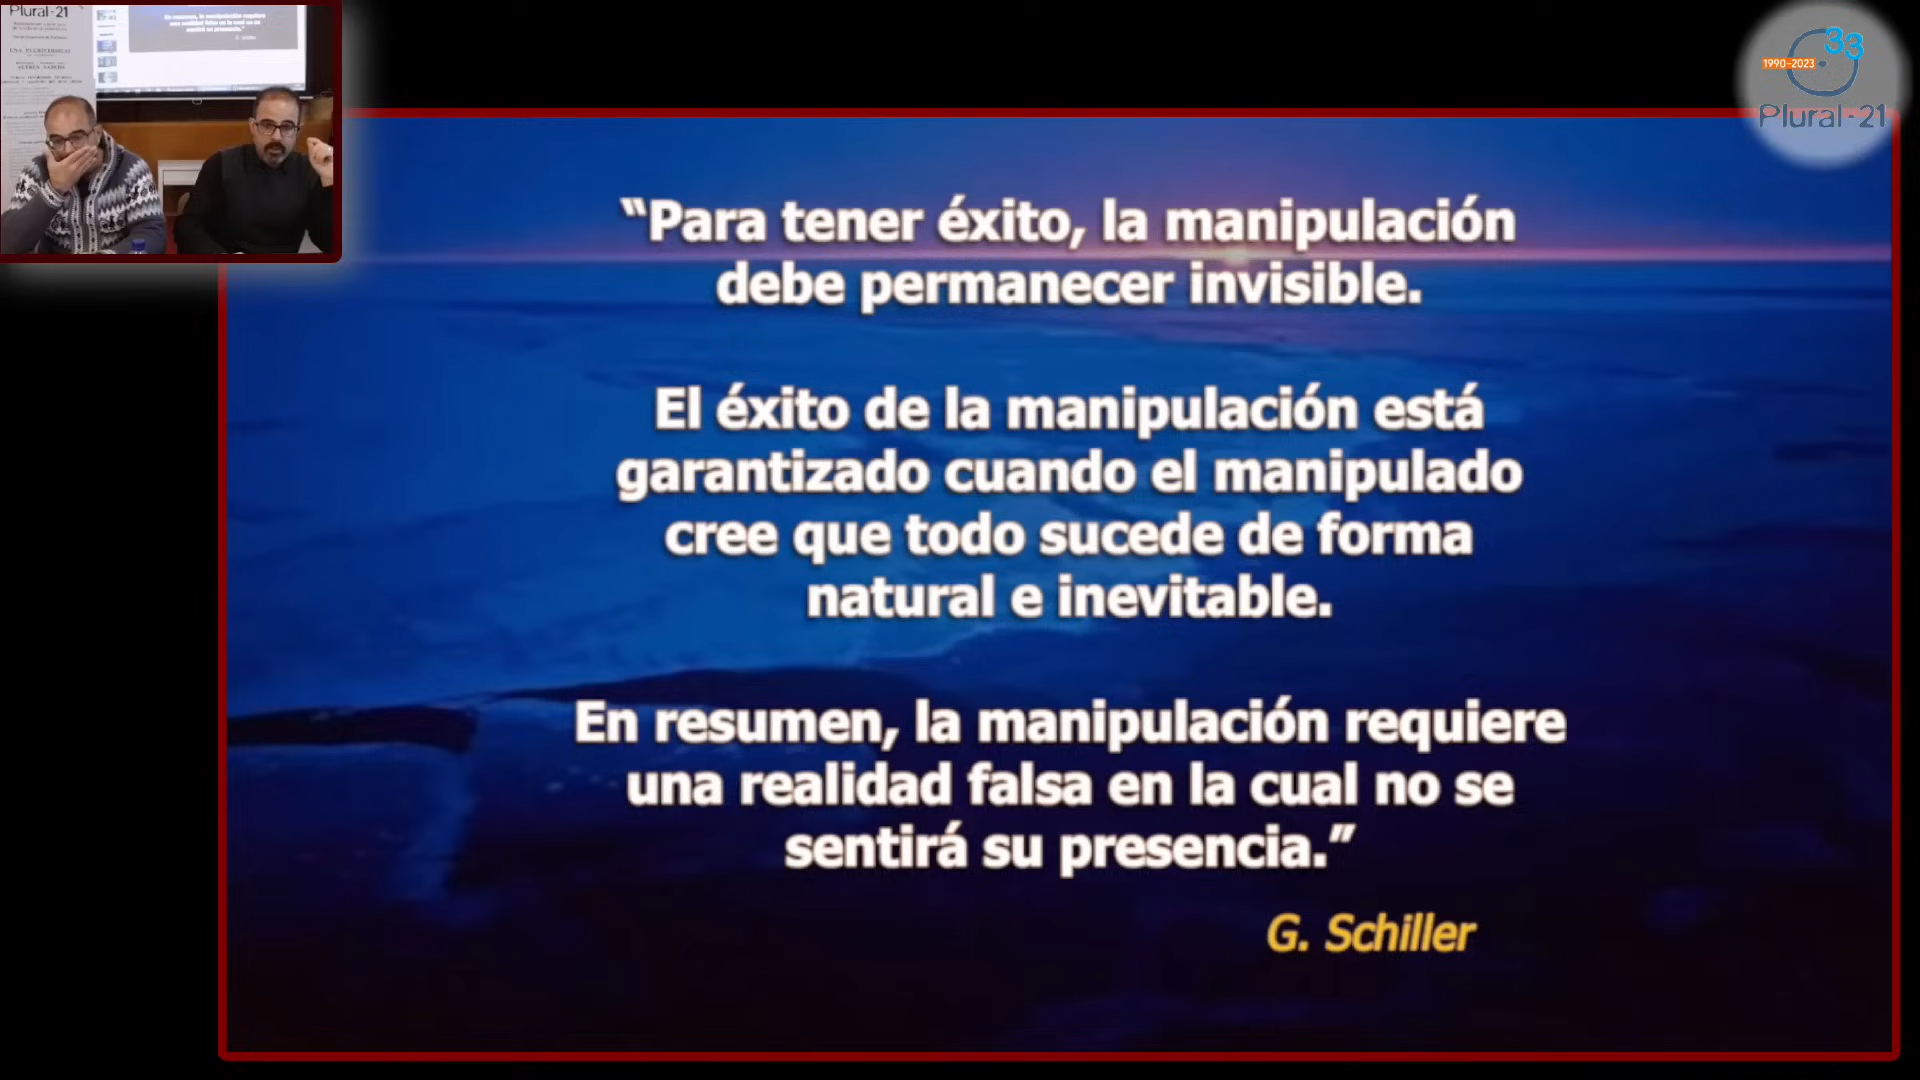 Plural-21
33
1990-2023
Plural-21
“Para tener éxito, la manipulación
debe permanecer invisible.
El éxito de la manipulación está
garantizado cuando el manipulado
cree que todo sucede de forma
natural e inevitable.
En resumen, la manipulación requiere
una realidad falsa en la cual no se
sentirá su presencia.”
G. Schiller